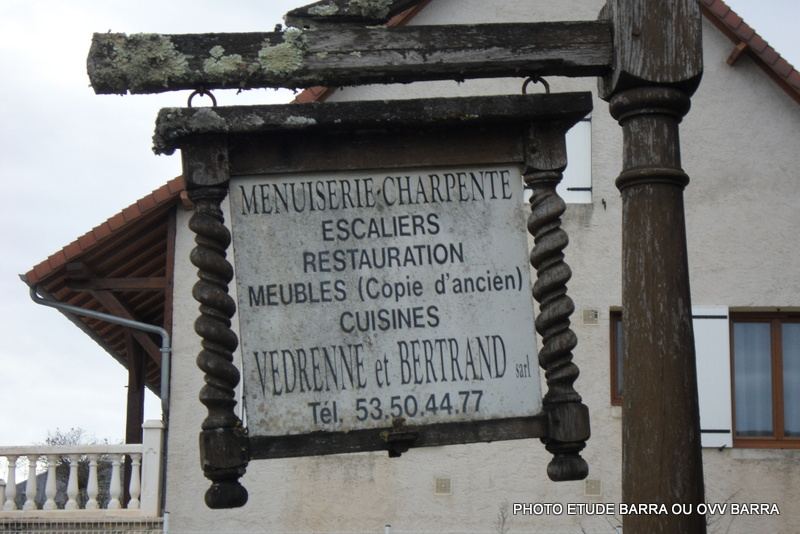 MENUISERIE·CHARPENTE
ESCALIERS
RESTAURATION
MEUBLES (Copie d'ancien)
CUISINES
VEDRENNE et BERTRAND sarl
Tél. 53.50.44.77
PHOTO ETUDE BARRA OU OVV BARRA